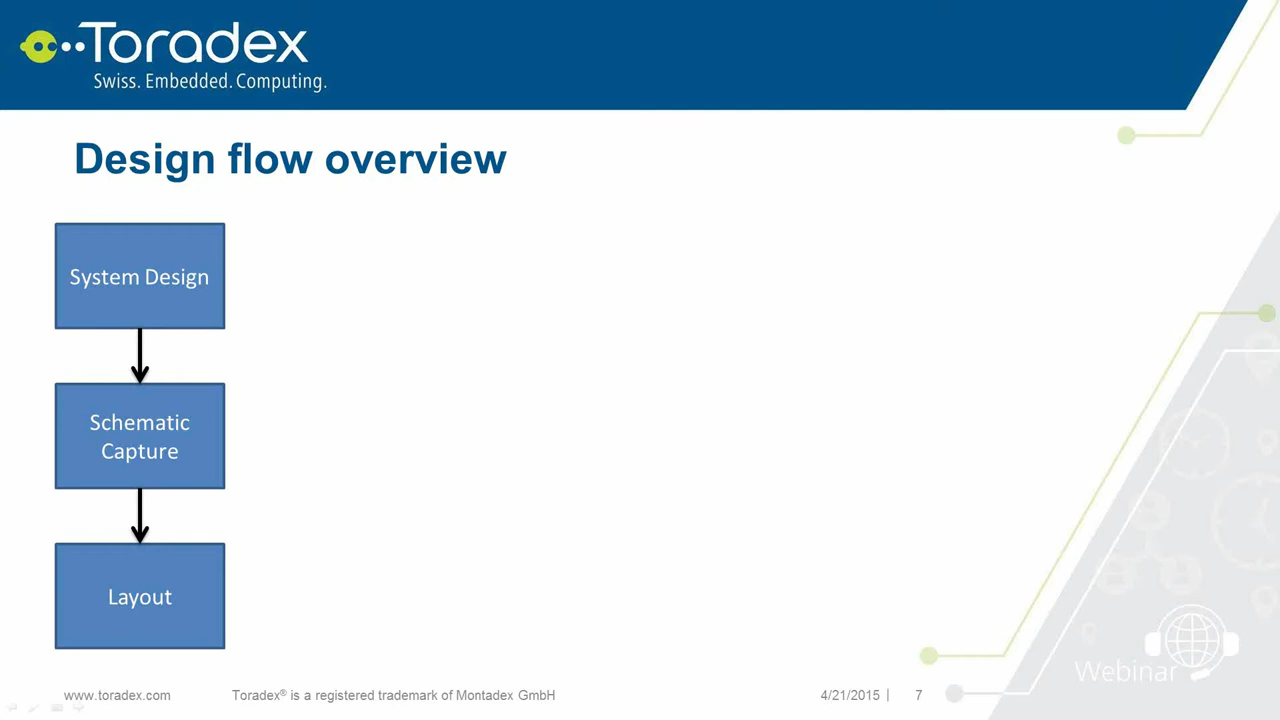 Toradex
Swiss. Embedded. Computing.
Design flow overview
System Design
Schematic
Capture
Layout
Webinar
www.toradex.com
Toradex® is a registered trademark of Montadex GmbH
4/21/2015 |
7